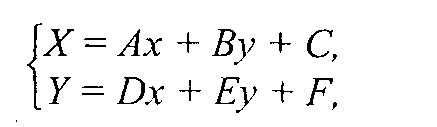 X = Ax + By + C,
Y = Dx + Ey + F,